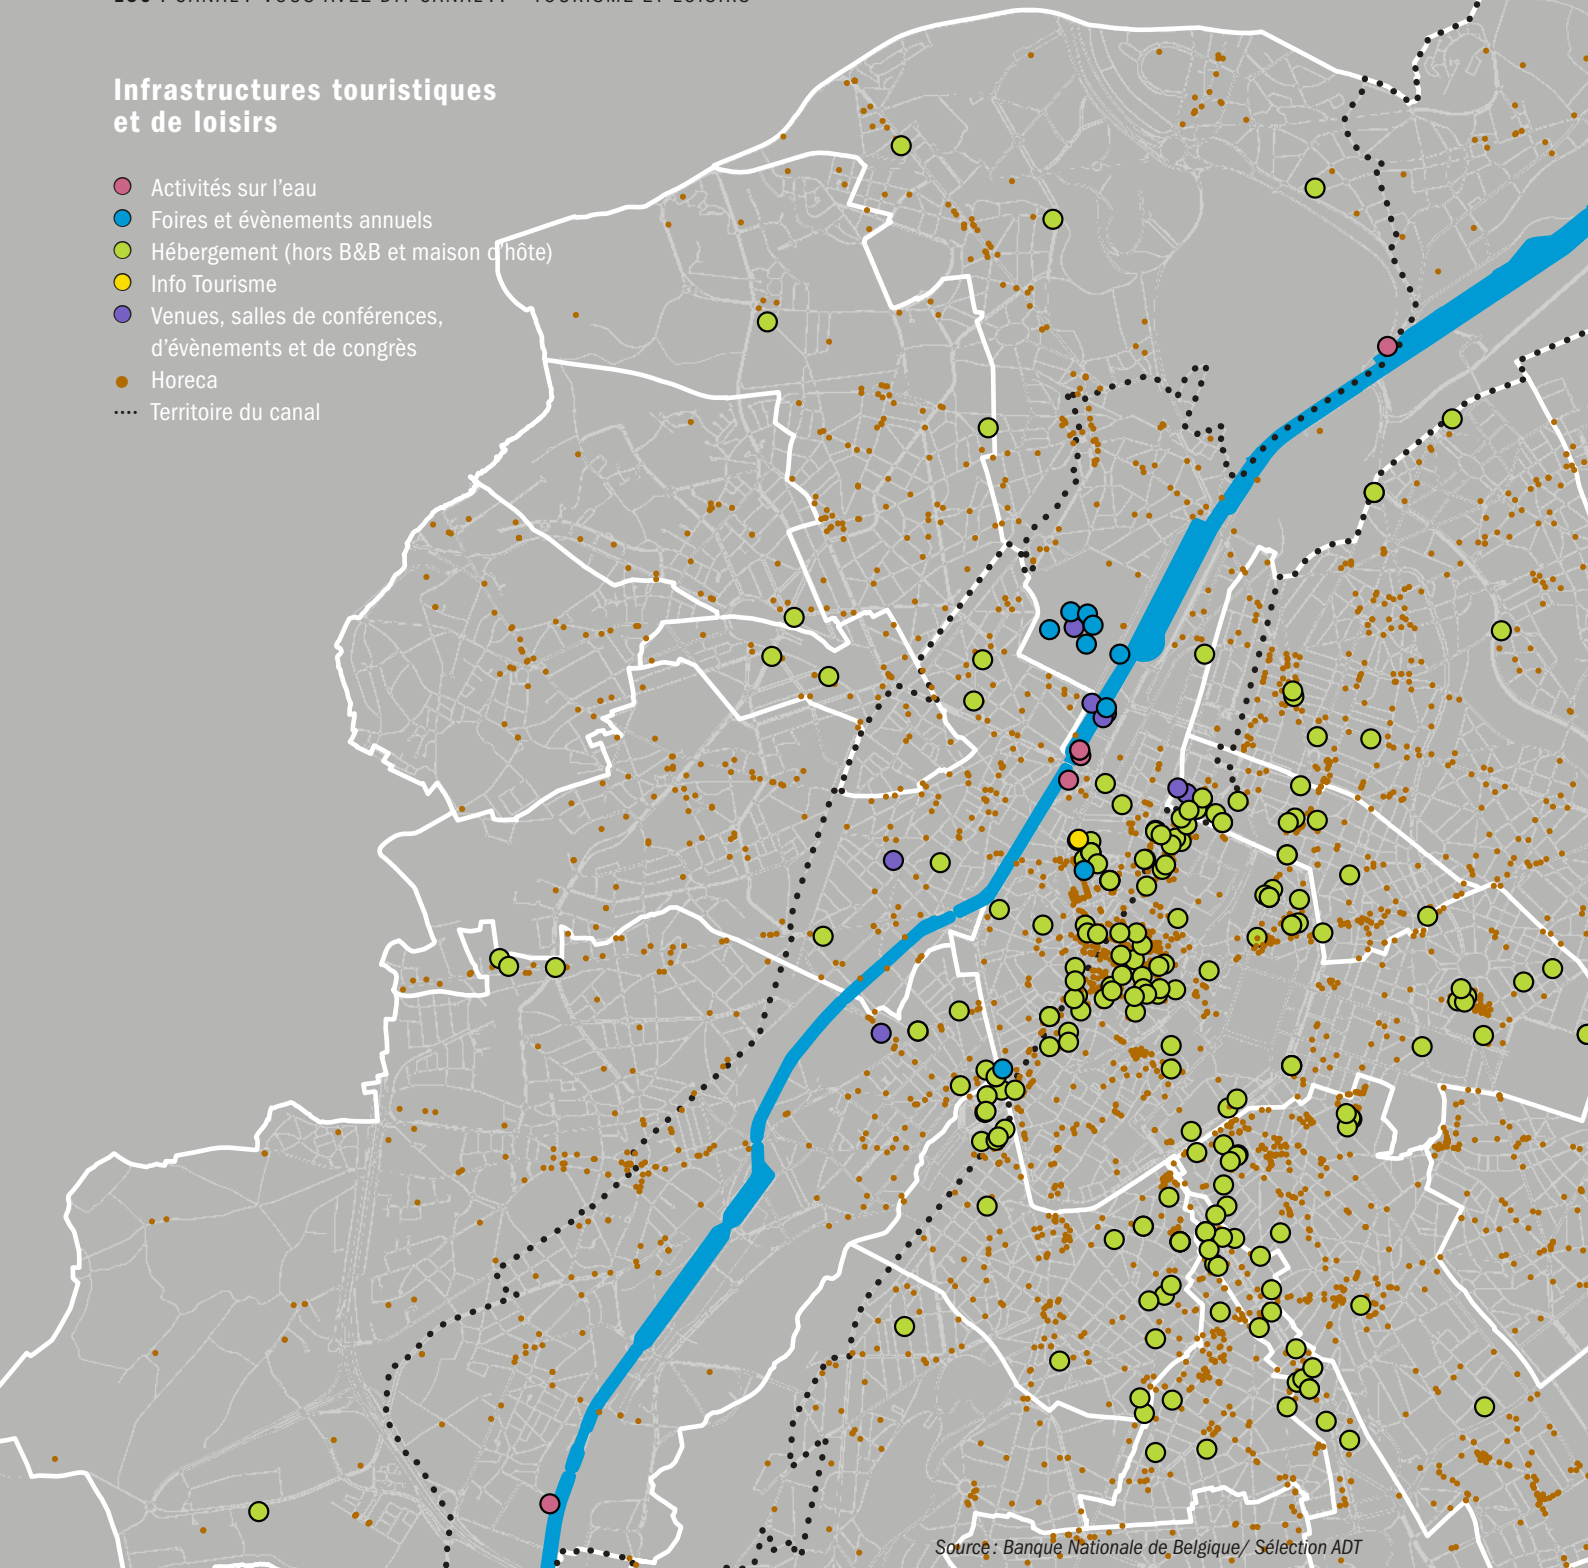 Infrastructures touristiques
et de loisirs
Activités sur l'eau
Foires et évènements annuels
Hébergement (hors B&B et maison d'hôte)
Info Tourisme
Venues, salles de conférences,
d'évènements et de congrès
Horeca
Territoire du canal
Source : Banque Nationale de Belgique/ Sélection ADT